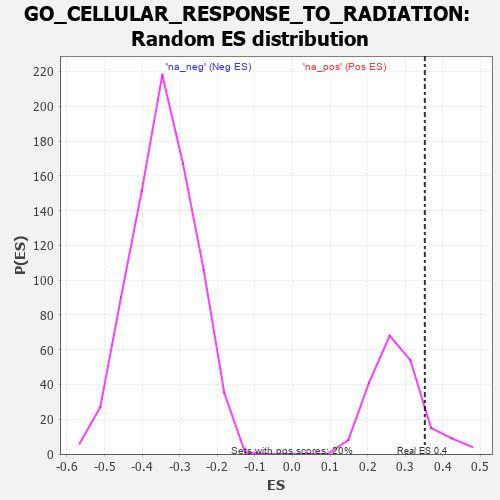 GO_CELLULAR_RESPONSE_TO_RADIATION:
Random ES distribution
'na_neg' (Neg ES) 'na_pos' (Pos ES)
220
200
180
160
140
120
100
80
60
40
20
0
P(ES)
Sets with pos scores: 20% Real ES 0.4
-0.6 -0.5 -0.4 -0.3 -0.2 -0.1 0.0 0.1 0.2 0.3 0.4 0.5
ES